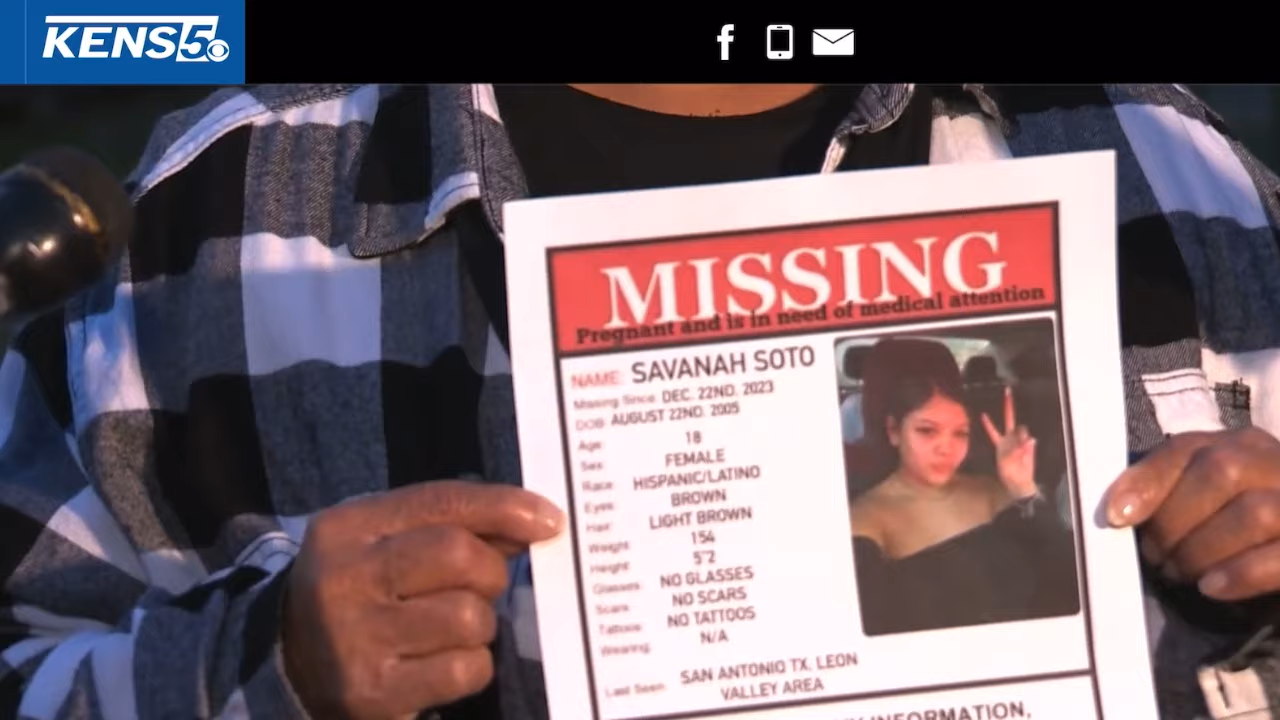 KENS5
MISSING
Pregnant and is in need of medical attention
NAME: SAVANAH SOTO
Missing Since: DEC. 22ND. 2023
DOB: AUGUST 22ND. 2005
Age: 18
Sex: FEMALE
Race: HISPANIC/LATINO
Eyes: BROWN
Hair: LIGHT BROWN
Weight: 154
Height: 5"2
Glasses: NO GLASSES
Scars: NO SCARS
Tattoos: NO TATTOOS
Wearing: N/A
Last Seen: SAN ANTONIO TX, LEON
VALLEY AREA
INFORMATION,